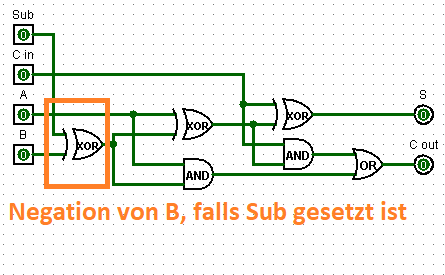 Sub
0
C in
0
A
0
B
0
XOR
XOR
XOR
AND
AND
OR
S
0
C out
0
Negation von B, falls Sub gesetzt ist